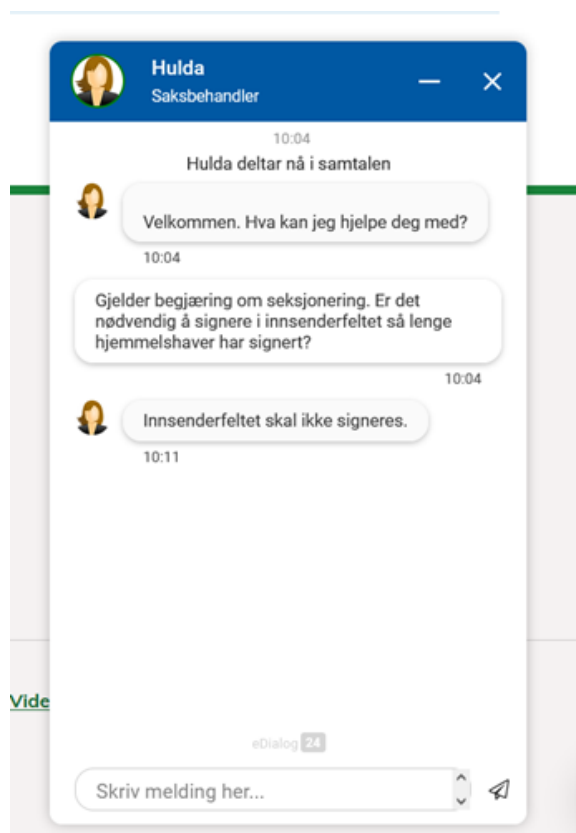 Hulda
Saksbehandler
10:04
Hulda deltar nå i samtalen
Velkommen. Hva kan jeg hjelpe deg med?
10:04
Gjelder begjæring om seksjonering. Er det
nødvendig å signere i innsenderfeltet så lenge
hjemmelshaver har signert?
10:04
Innsenderfeltet skal ikke signeres.
10:11
Vide
eDialog 24
Skriv melding her...